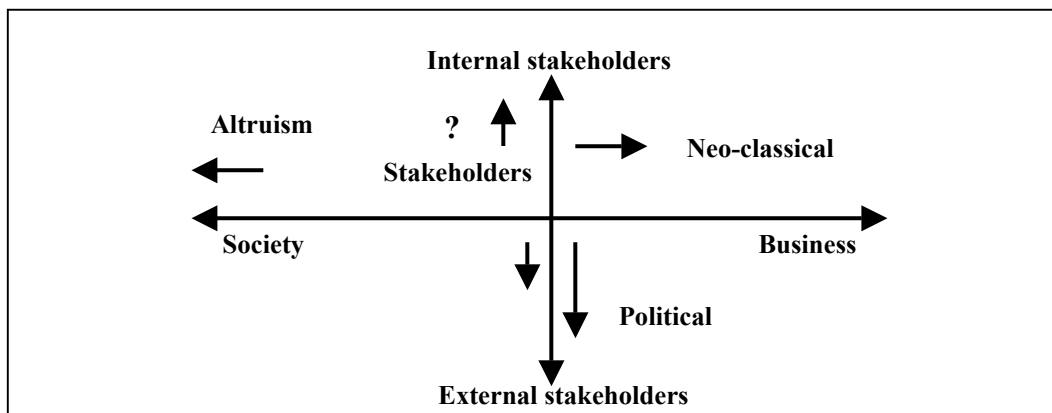 Internal stakeholders
Altruism
?
Neo-classical
Stakeholders
Society
Business
Political
External stakeholders